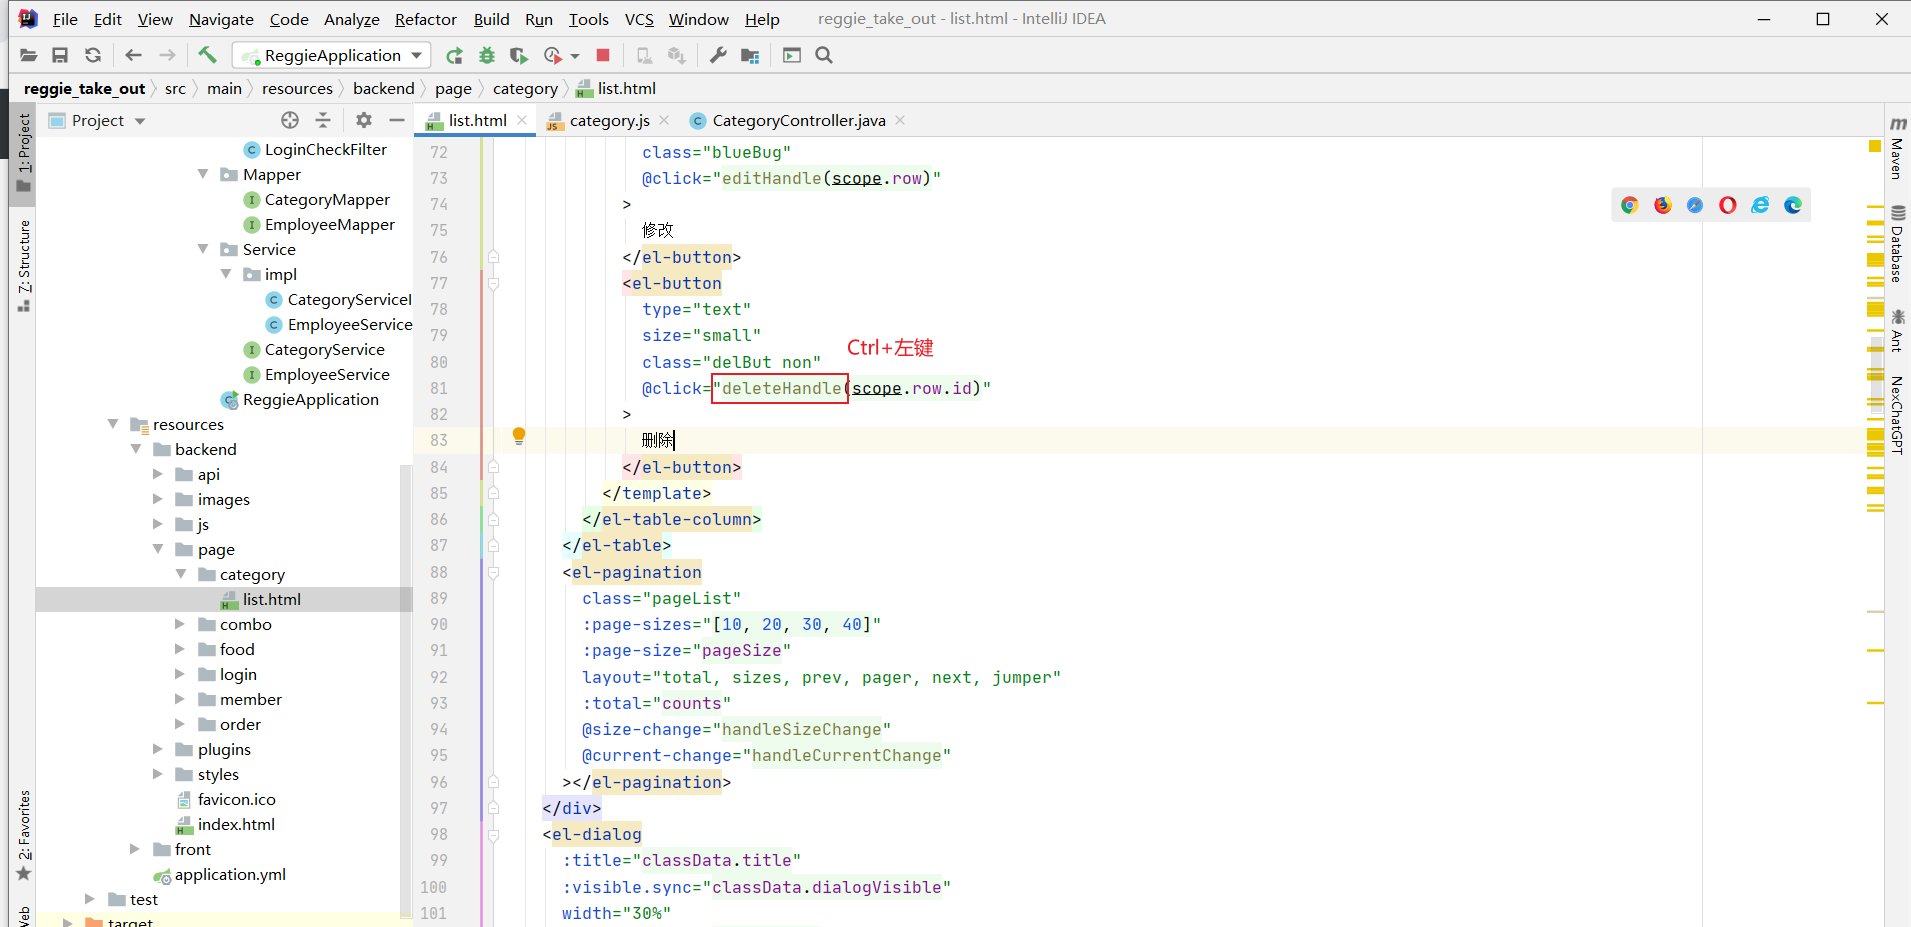 File Edit View Navigate Code Analyze Refactor Build Run Tools VCS Window Help reggie_take_out - list.html - IntelliJ IDEA
ReggieApplication
reggie_take_out src main resources backend page category list.html
Project
list.html category.js CategoryController.java
1: Project
7: Structure
2: Favorites
LoginCheckFilter
Mapper
CategoryMapper
EmployeeMapper
Service
impl
CategoryServiceI
EmployeeService
CategoryService
EmployeeService
ReggieApplication
resources
backend
api
images
js
page
category
list.html
combo
food
login
member
order
plugins
styles
favicon.ico
index.html
front
application.yml
test
target
72 class="blueBug"
73 @click="editHandle(scope.row)"
74 >
75 修改
76 </el-button>
77 <el-button
78 type="text"
79 size="small"
Ctrl+左键
80 class="delBut non"
81 @click="deleteHandle(scope.row.id)"
82 >
83 删除
84 </el-button>
85 </template>
86 </el-table-column>
87 </el-table>
88 <el-pagination
89 class="pageList"
90 :page-sizes="[10, 20, 30, 40]"
91 :page-size="pageSize"
92 layout="total, sizes, prev, pager, next, jumper"
93 :total="counts"
94 @size-change="handleSizeChange"
95 @current-change="handleCurrentChange"
96 ></el-pagination>
97 </div>
98 <el-dialog
99 :title="classData.title"
100 :visible.sync="classData.dialogVisible"
101 width="30%"
Maven
Database
Ant
NexChatGPT